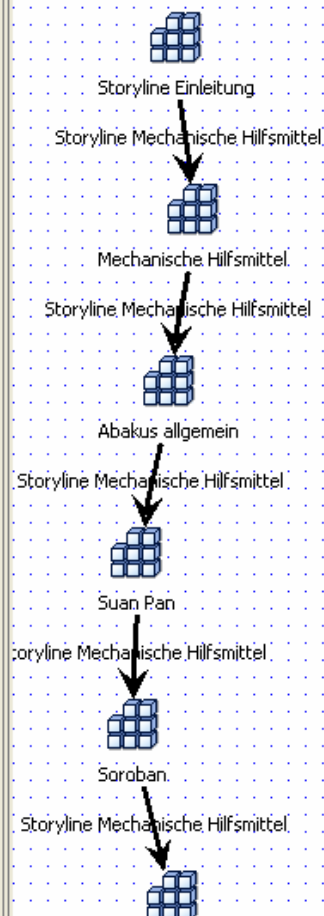 Storyline Einleitung
Storyline Mechanische Hilfsmittel
Mechanische Hilfsmittel
Storyline Mechanische Hilfsmittel
Abakus allgemein
Storyline Mechanische Hilfsmittel
Suan Pan
toryline Mechanische Hilfsmittel
Soroban
Storyline Mechanische Hilfsmittel